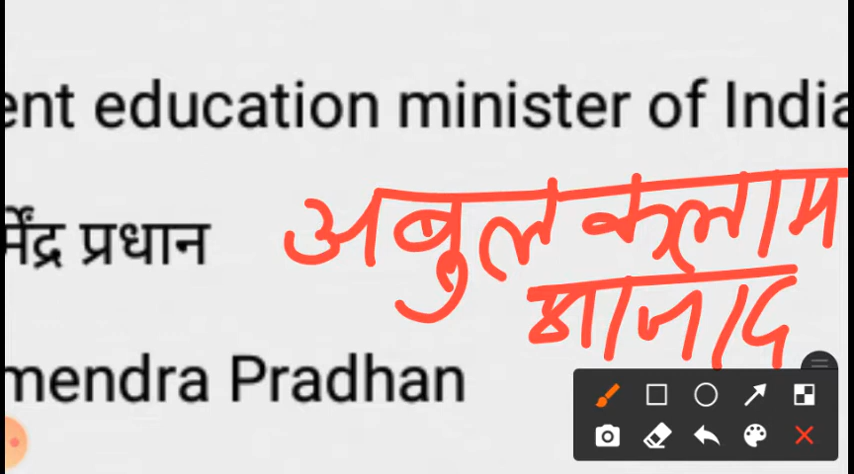 ent education minister of India
र्मेंद्र प्रधान अबुल कलाम
आजाद
mendra Pradhan